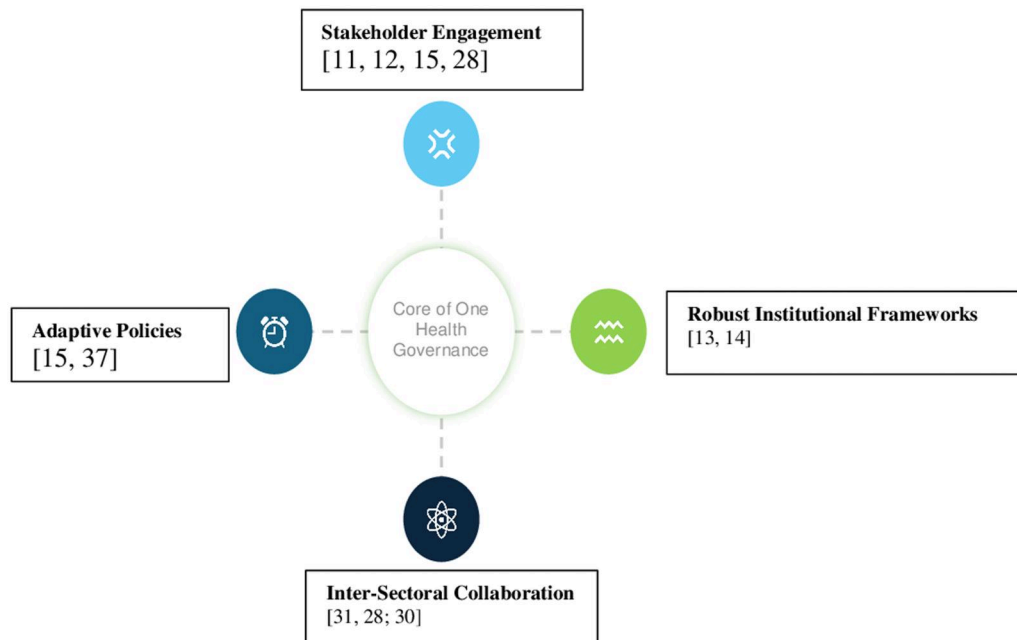 Stakeholder Engagement
[11, 12, 15, 28]
Adaptive Policies
[15, 37]
Core of One
Health
Governance
Robust Institutional Frameworks
[13, 14]
Inter-Sectoral Collaboration
[31, 28; 30]